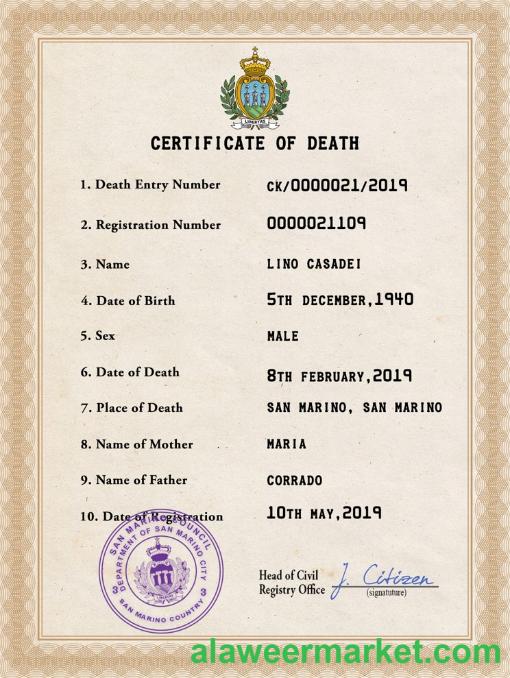 LIBERTAS
CERTIFICATE OF DEATH
1. Death Entry Number CK/0000021/2019
2. Registration Number 0000021109
3. Name LINO CASADEI
4. Date of Birth 5TH DECEMBER,1940
5. Sex MALE
6. Date of Death 8TH FEBRUARY,2019
7. Place of Death SAN MARINO, SAN MARINO
8. Name of Mother MARIA
9. Name of Father CORRADO
10. Date of Registration 10TH MAY,2019
SAN MARINO COUNCIL
DEPARTMENT OF SAN MARINO CITY
SAN MARINO COUNTRY
Head of Civil
Registry Office J. Citizen
(signatuture)
alaweermarket.com